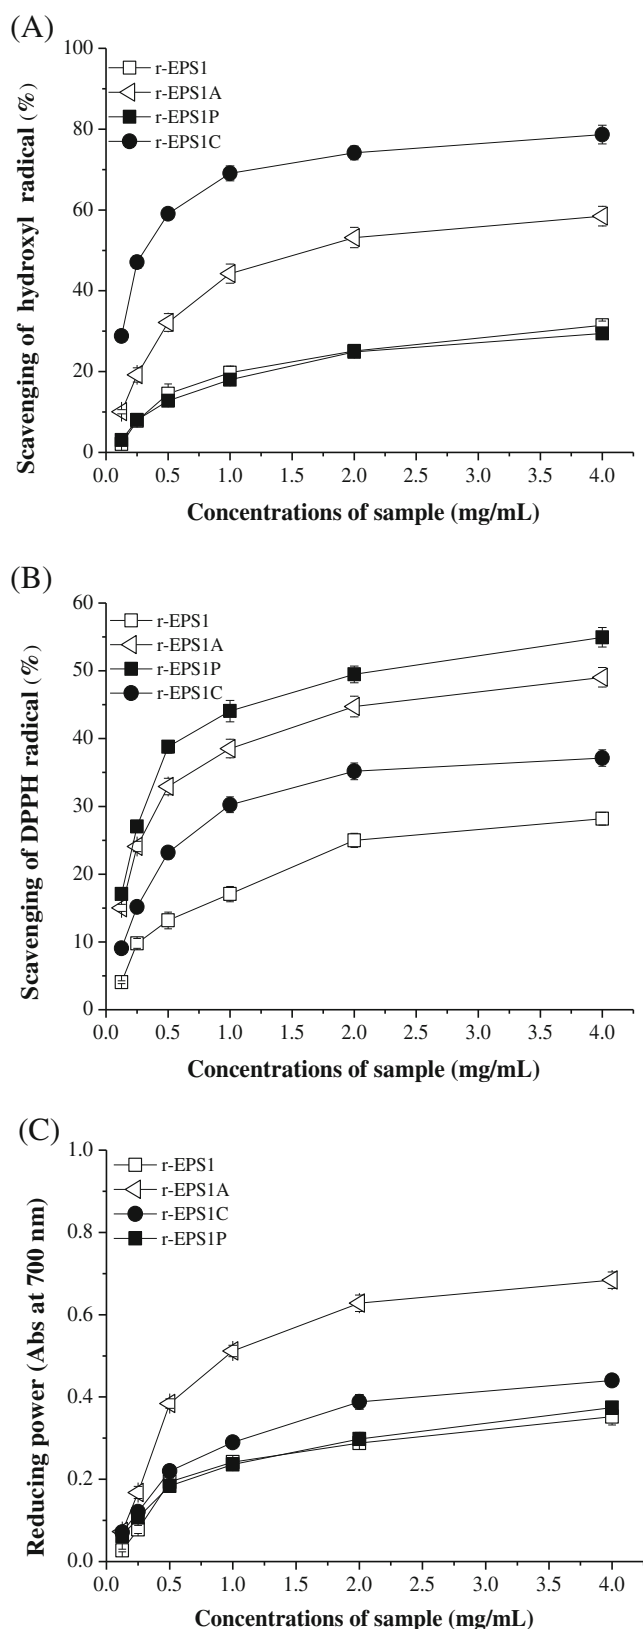 (A)
100
80
60
40
20
0
Scavenging of hydroxyl radical (%)
r-EPS1
r-EPS1A
r-EPS1P
r-EPS1C
0.0 0.5 1.0 1.5 2.0 2.5 3.0 3.5 4.0
Concentrations of sample (mg/mL)
(B)
60
50
40
30
20
10
0
Scavenging of DPPH radical (%)
r-EPS1
r-EPS1A
r-EPS1P
r-EPS1C
0.0 0.5 1.0 1.5 2.0 2.5 3.0 3.5 4.0
Concentrations of sample (mg/mL)
(C)
1.0
0.8
0.6
0.4
0.2
0.0
Reducing power (Abs at 700 nm)
r-EPS1
r-EPS1A
r-EPS1C
r-EPS1P
0.0 0.5 1.0 1.5 2.0 2.5 3.0 3.5 4.0
Concentrations of sample (mg/mL)